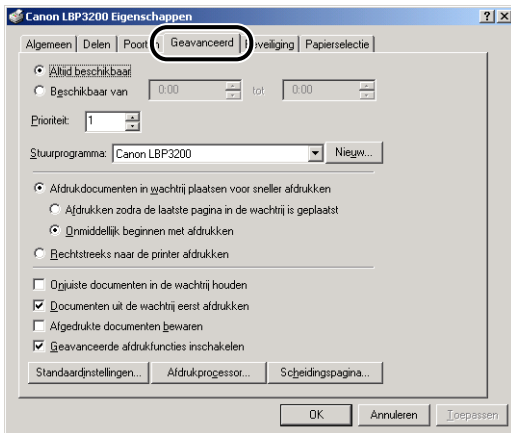 Canon LBP3200 Eigenschappen
Algemeen Delen Poorten Geavanceerd Beveiliging Papierselectie
Altijd beschikbaar
Beschikbaar van 0:00 tot 0:00
Prioriteit: 1
Stuurprogramma: Canon LBP3200 Nieuw...
Afdrukdocumenten in wachtrij plaatsen voor sneller afdrukken
Afdrukken zodra de laatste pagina in de wachtrij is geplaatst
Onmiddellijk beginnen met afdrukken
Rechtstreeks naar de printer afdrukken
Onjuiste documenten in de wachtrij houden
Documenten uit de wachtrij eerst afdrukken
Afgedrukte documenten bewaren
Geavanceerde afdrukfuncties inschakelen
Standaardinstellingen... Afdrukprocessor... Scheidingspagina...
OK Annuleren Toepassen